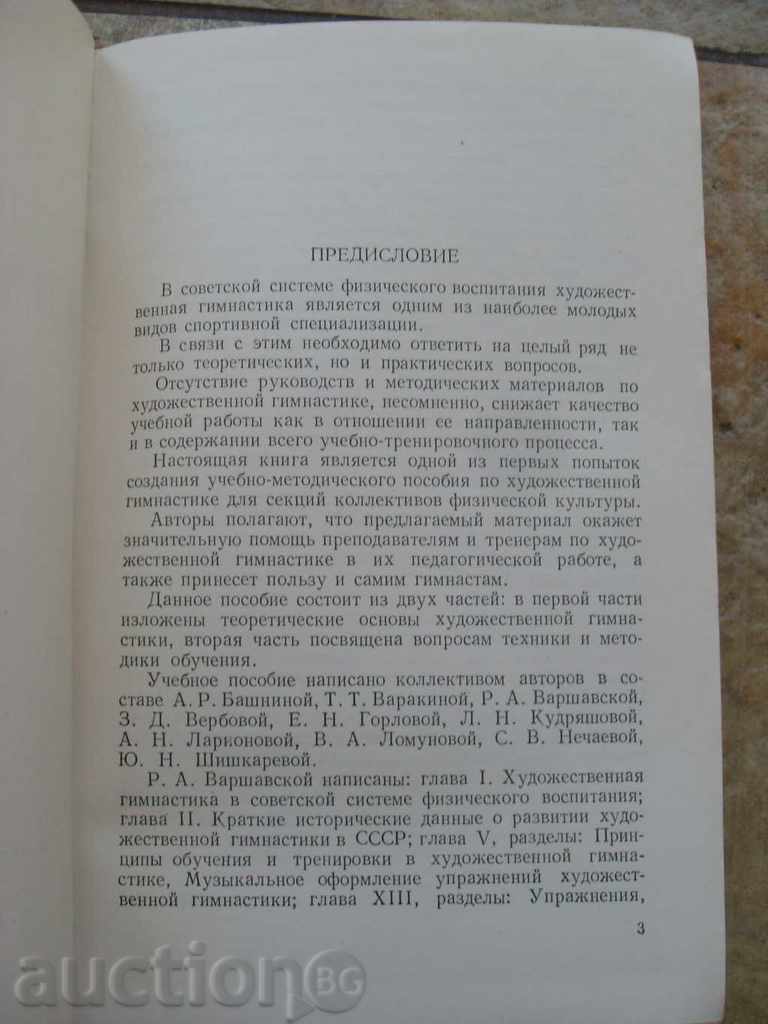 ПРЕДИСЛОВИЕ
В советской системе физического воспитания художест-
венная гимнастика является одним из наиболее молодых
видов спортивной специализации.
В связи с этим необходимо ответить на целый ряд не
только теоретических, но и практических вопросов.
Отсутствие руководств и методических материалов по
художественной гимнастике, несомненно, снижает качество
учебной работы как в отношении ее направленности, так
и в содержании всего учебно-тренировочного процесса.
Настоящая книга является одной из первых попыток
создания учебно-методического пособия по художественной
гимнастике для секций коллективов физической культуры.
Авторы полагают, что предлагаемый материал окажет
значительную помощь преподавателям и тренерам по худо-
жественной гимнастике в их педагогической работе, а
также принесет пользу и самим гимнастам.
Данное пособие состоит из двух частей: в первой части
изложены теоретические основы художественной гимна-
стики, вторая часть посвящена вопросам техники и мето-
дики обучения.
Учебное пособие написано коллективом авторов в со-
ставе А. Р. Башниной, Т. Т. Варакиной, Р. А. Варшавской,
З. Д. Вербовой, Е. Н. Горловой, Л. Н. Кудряшовой,
А. Н. Ларионовой, В. А. Ломуновой, С. В. Нечаевой,
Ю. Н. Шишкаревой.
Р. А. Варшавской написаны: глава I. Художественная
гимнастика в советской системе физического воспитания;
глава II. Краткие исторические данные о развитии худо-
жественной гимнастики в СССР; глава V, разделы: Прин-
ципы обучения и тренировки в художественной гимна-
стике, Музыкальное оформление упражнений художест-
венной гимнастики; глава XIII, разделы: Упражнения,
3
auction BG